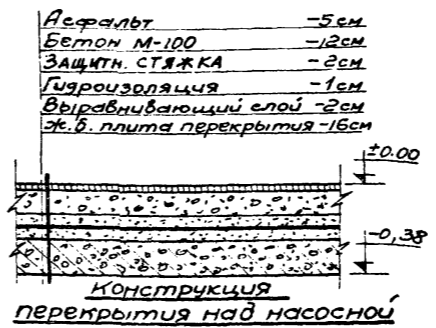 Асфальт -5см
Бетон М-100 -12см
Защитн. стяжка -2см
Гидроизоляция -1см
Выравнивающий слой -2см
Ж.б. плита перекрытия -16см
±0.00
-0,38
Конструкция
перекрытия над насосной